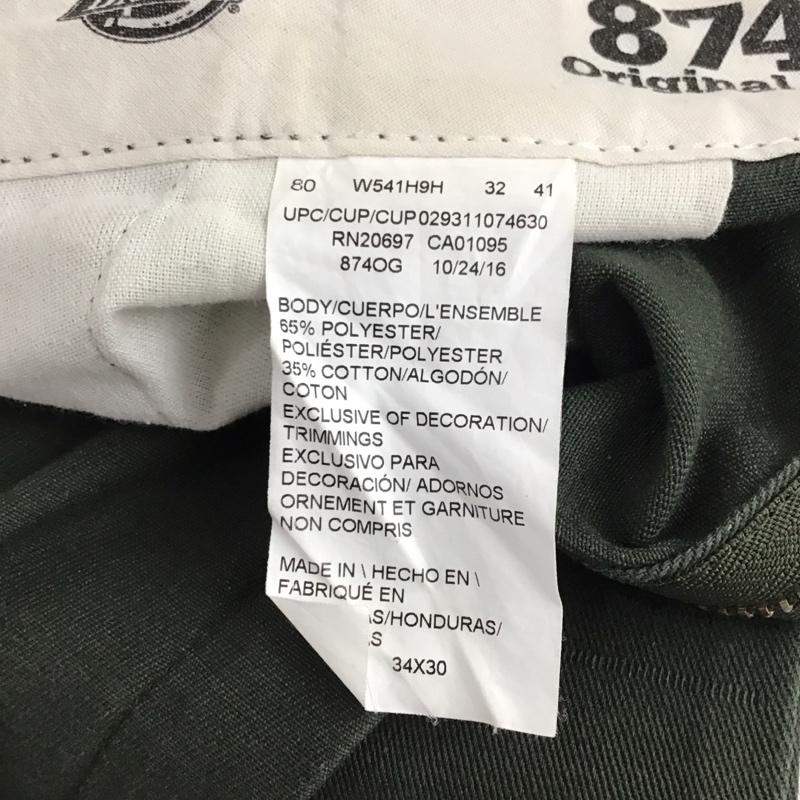 874
Original
80 W541H9H 32 41
UPC/CUP/CUP029311074630
RN20697 CA01095
874OG 10/24/16
BODY/CUERPO/L'ENSEMBLE
65% POLYESTER/
POLIÉSTER/POLYESTER
35% COTTON/ALGODÓN/
COTON
EXCLUSIVE OF DECORATION/
TRIMMINGS
EXCLUSIVO PARA
DECORACIÓN/ ADORNOS
ORNEMENT ET GARNITURE
NON COMPRIS
MADE IN \ HECHO EN \
FABRIQUÉ EN
S/HONDURAS/
S
34X30